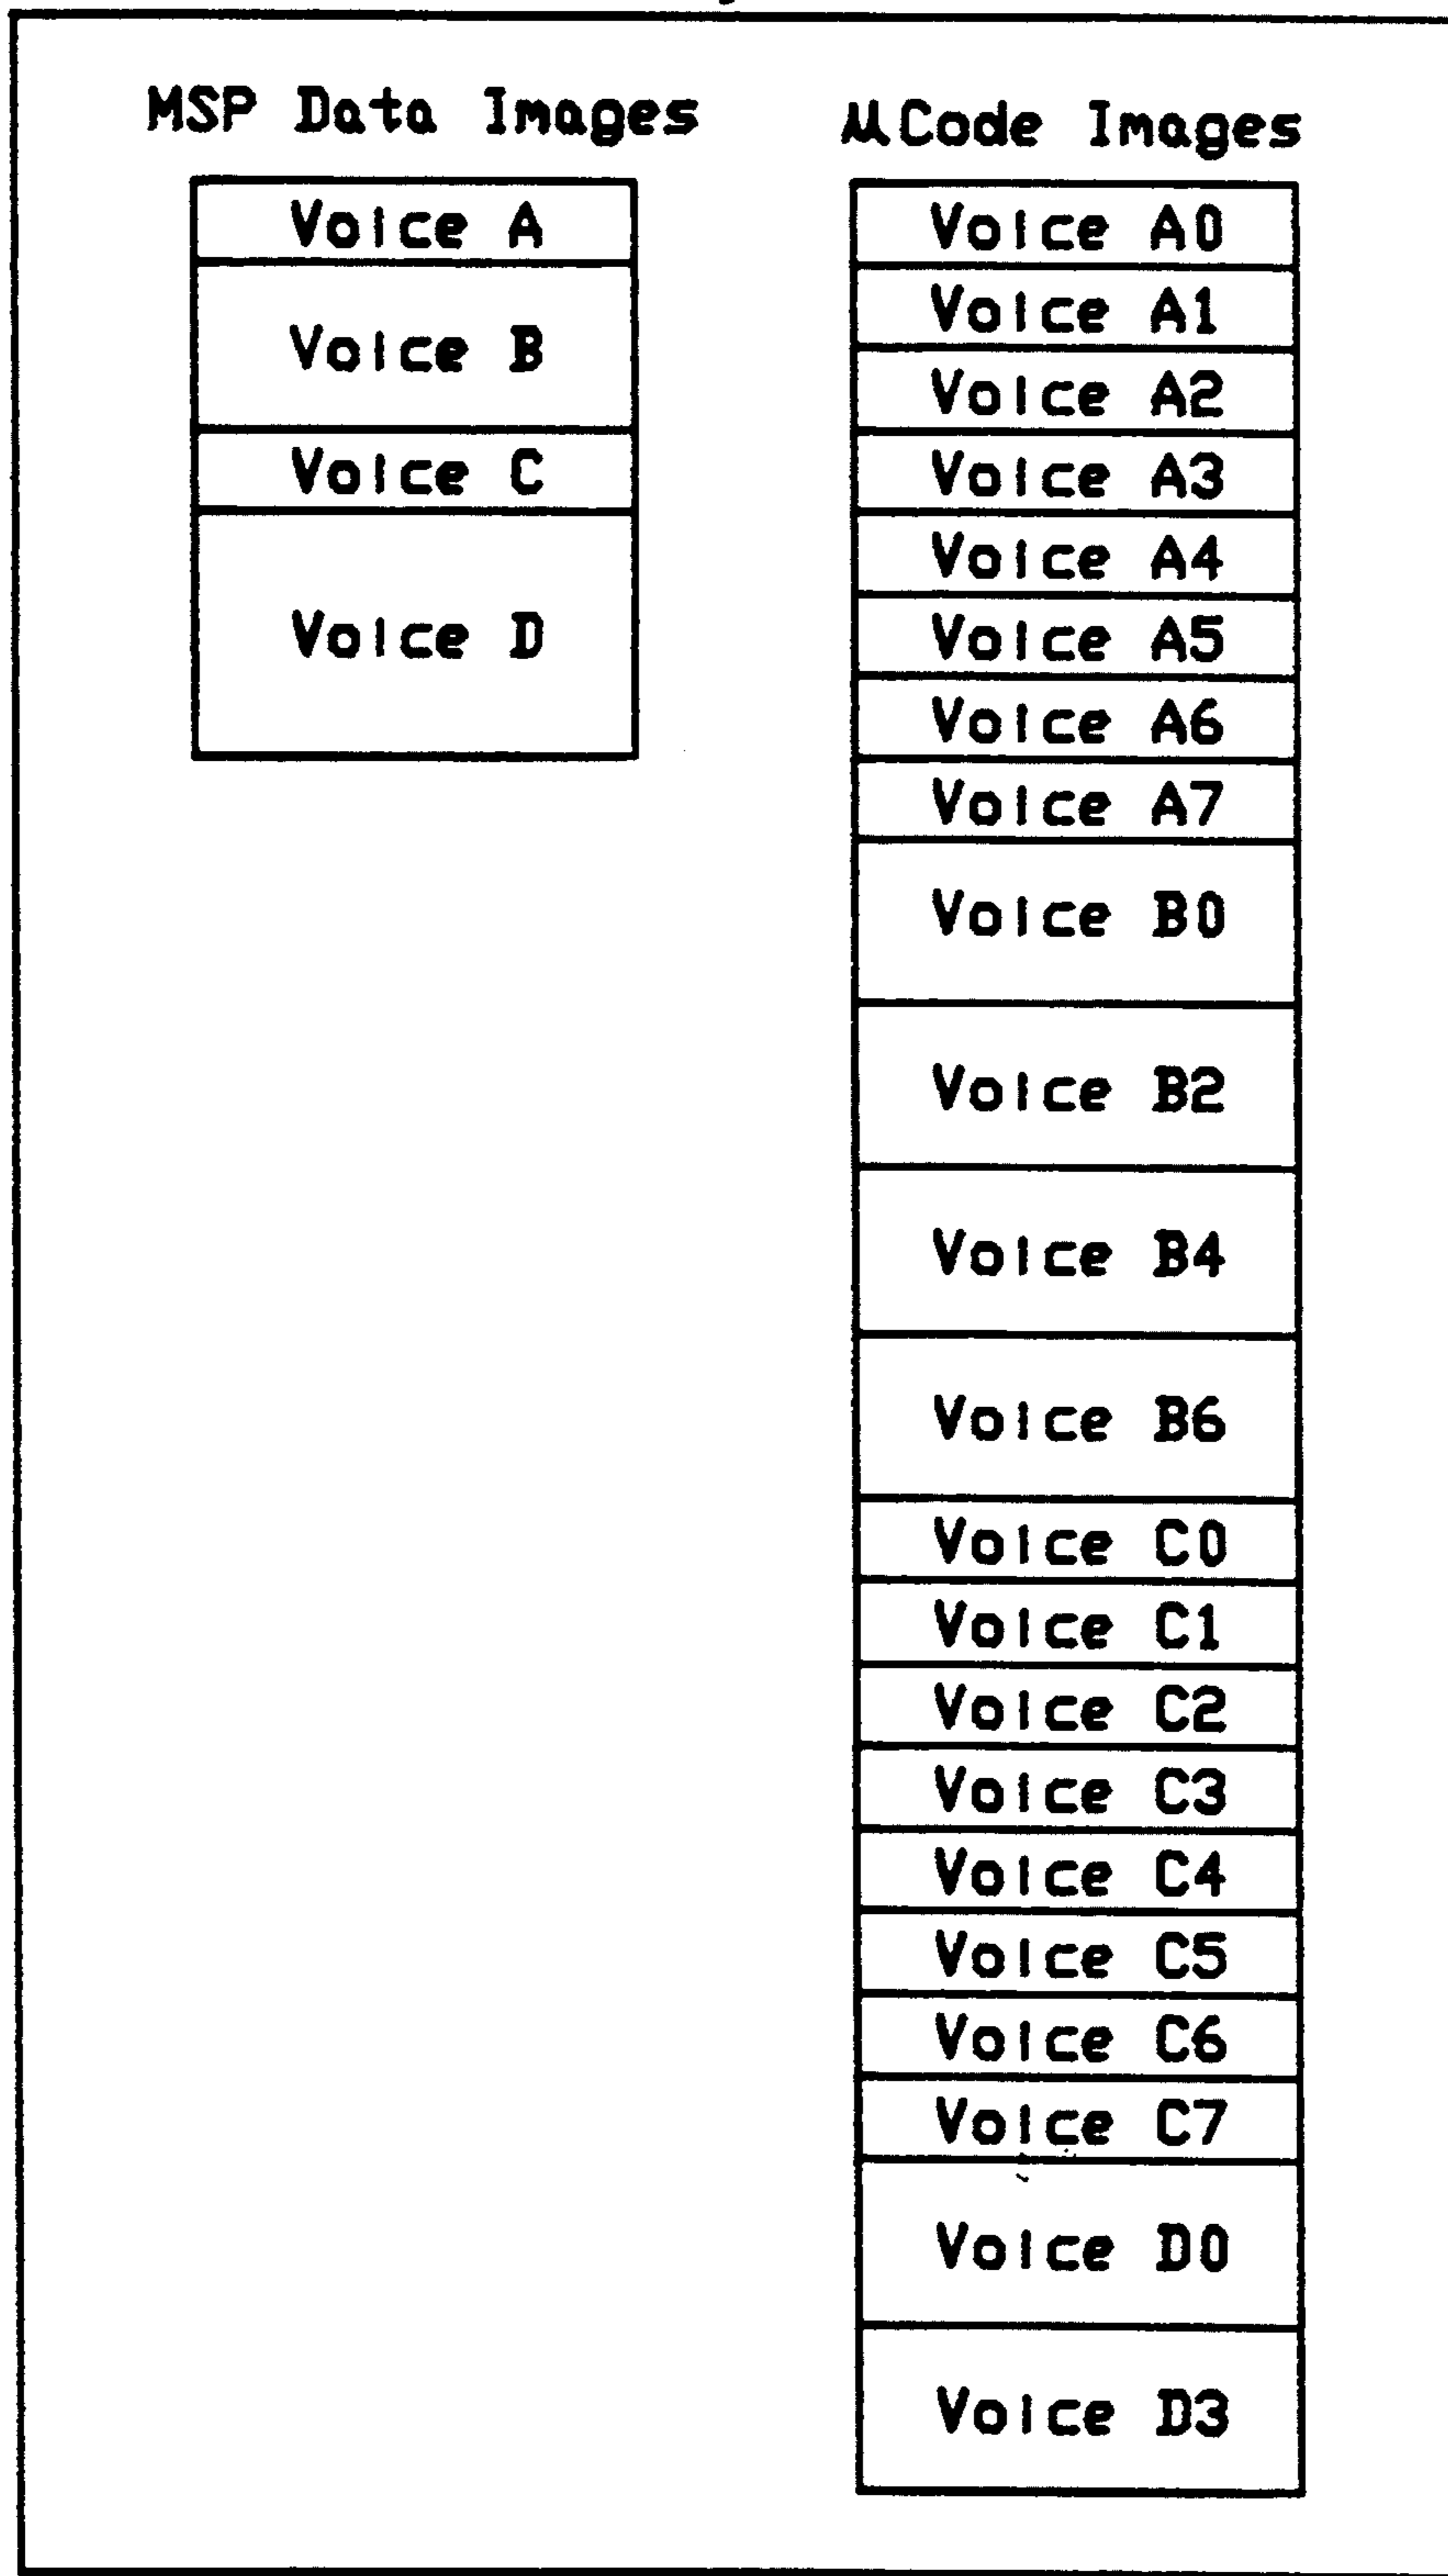 MSP Data Images
Voice A
Voice B
Voice C
Voice D
µCode Images
Voice A0
Voice A1
Voice A2
Voice A3
Voice A4
Voice A5
Voice A6
Voice A7
Voice B0
Voice B2
Voice B4
Voice B6
Voice C0
Voice C1
Voice C2
Voice C3
Voice C4
Voice C5
Voice C6
Voice C7
Voice D0
Voice D3